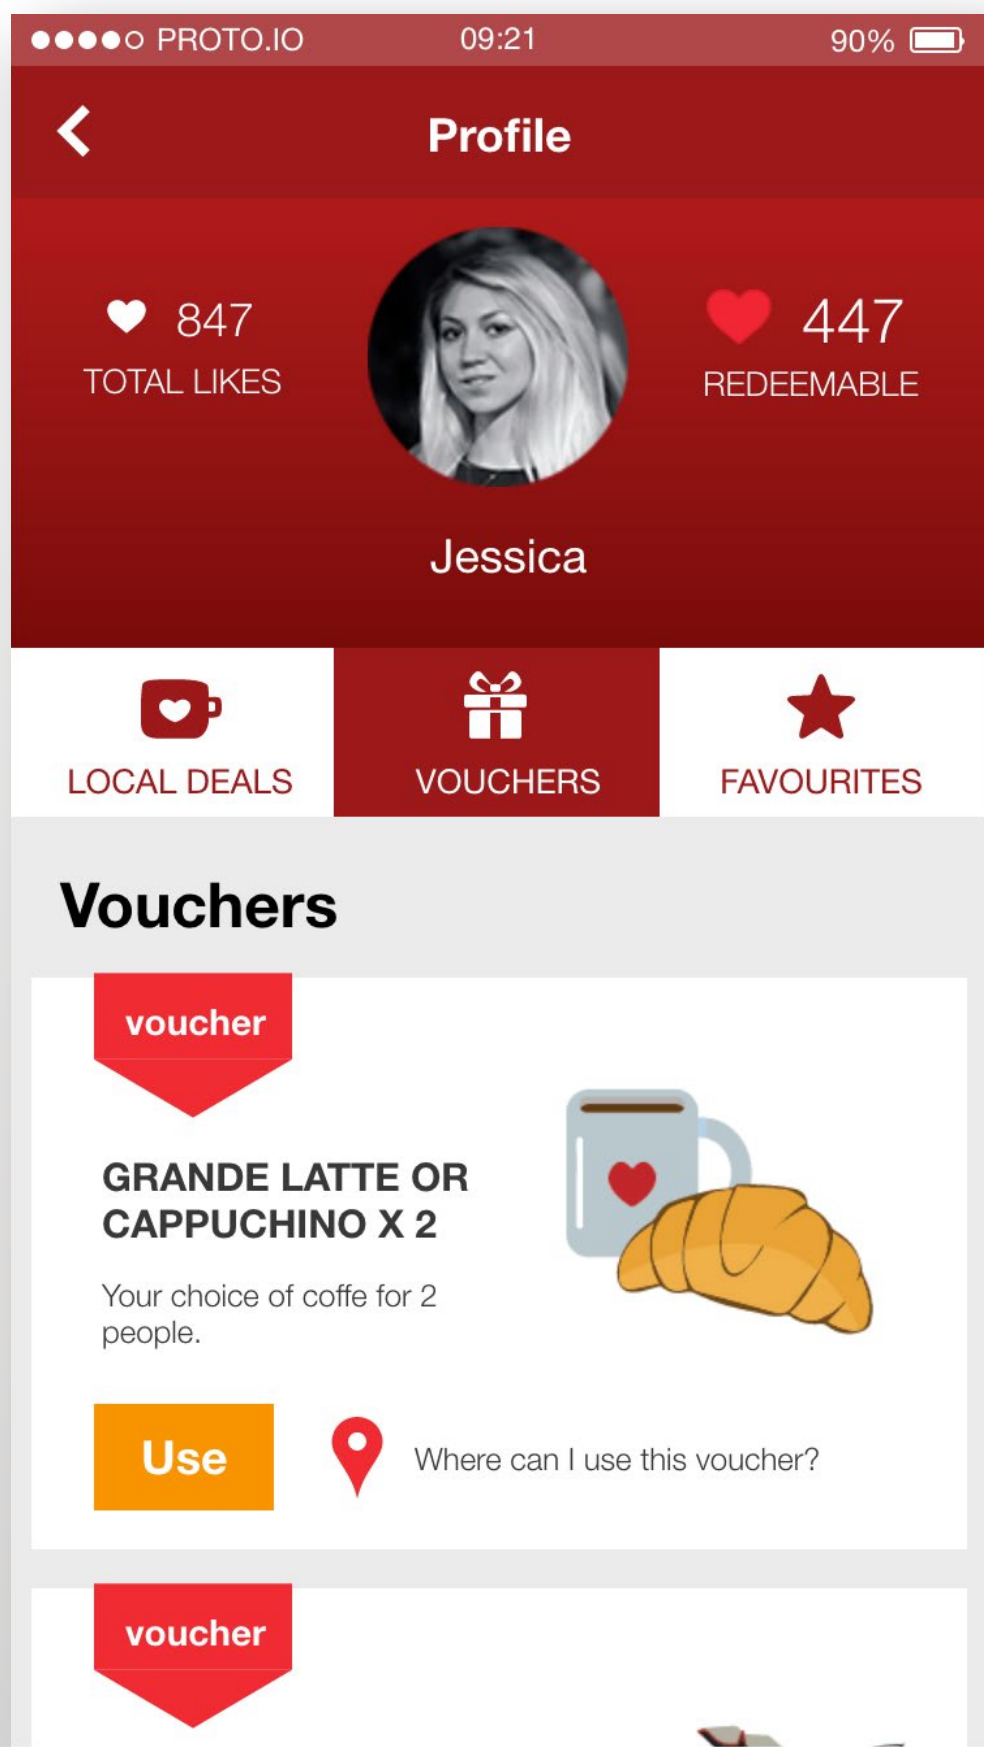 PROTO.IO 09:21 90%
Profile
847 447
TOTAL LIKES REDEEMABLE
Jessica
LOCAL DEALS VOUCHERS FAVOURITES
Vouchers
voucher
GRANDE LATTE OR
CAPPUCHINO X 2
Your choice of coffe for 2
people.
Use Where can I use this voucher?
voucher